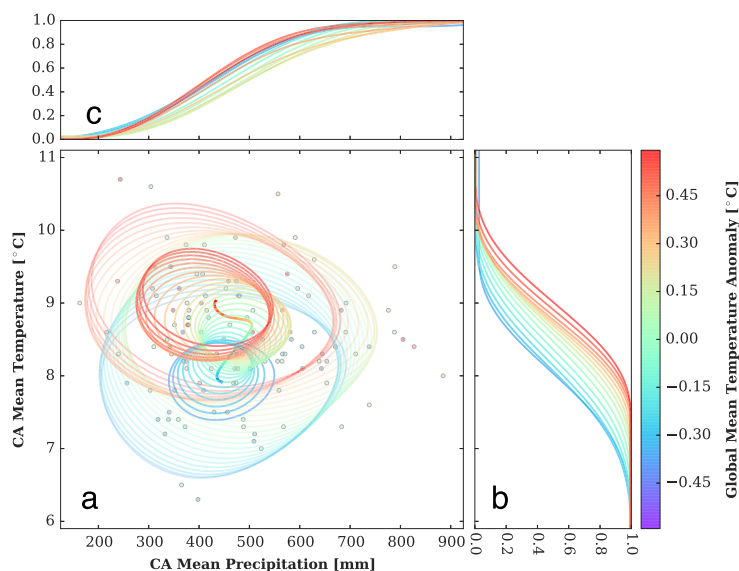 1.0
0.8
0.6
0.4
0.2
0.0
c
11
10
9
8
7
6
CA Mean Temperature [°C]
a
200 300 400 500 600 700 800 900
CA Mean Precipitation [mm]
b
0.0 0.2 0.4 0.6 0.8 1.0
0.45
0.30
0.15
0.00
−0.15
−0.30
−0.45
Global Mean Temperature Anomaly [°C]